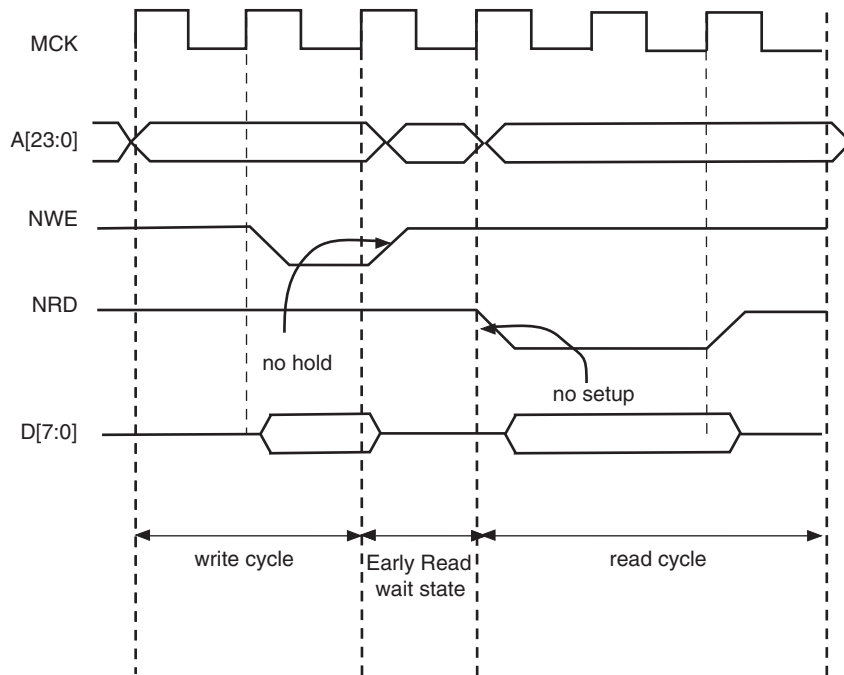 MCK
A[23:0]
NWE
NRD
no hold
no setup
D[7:0]
write cycle
Early Read
wait state
read cycle